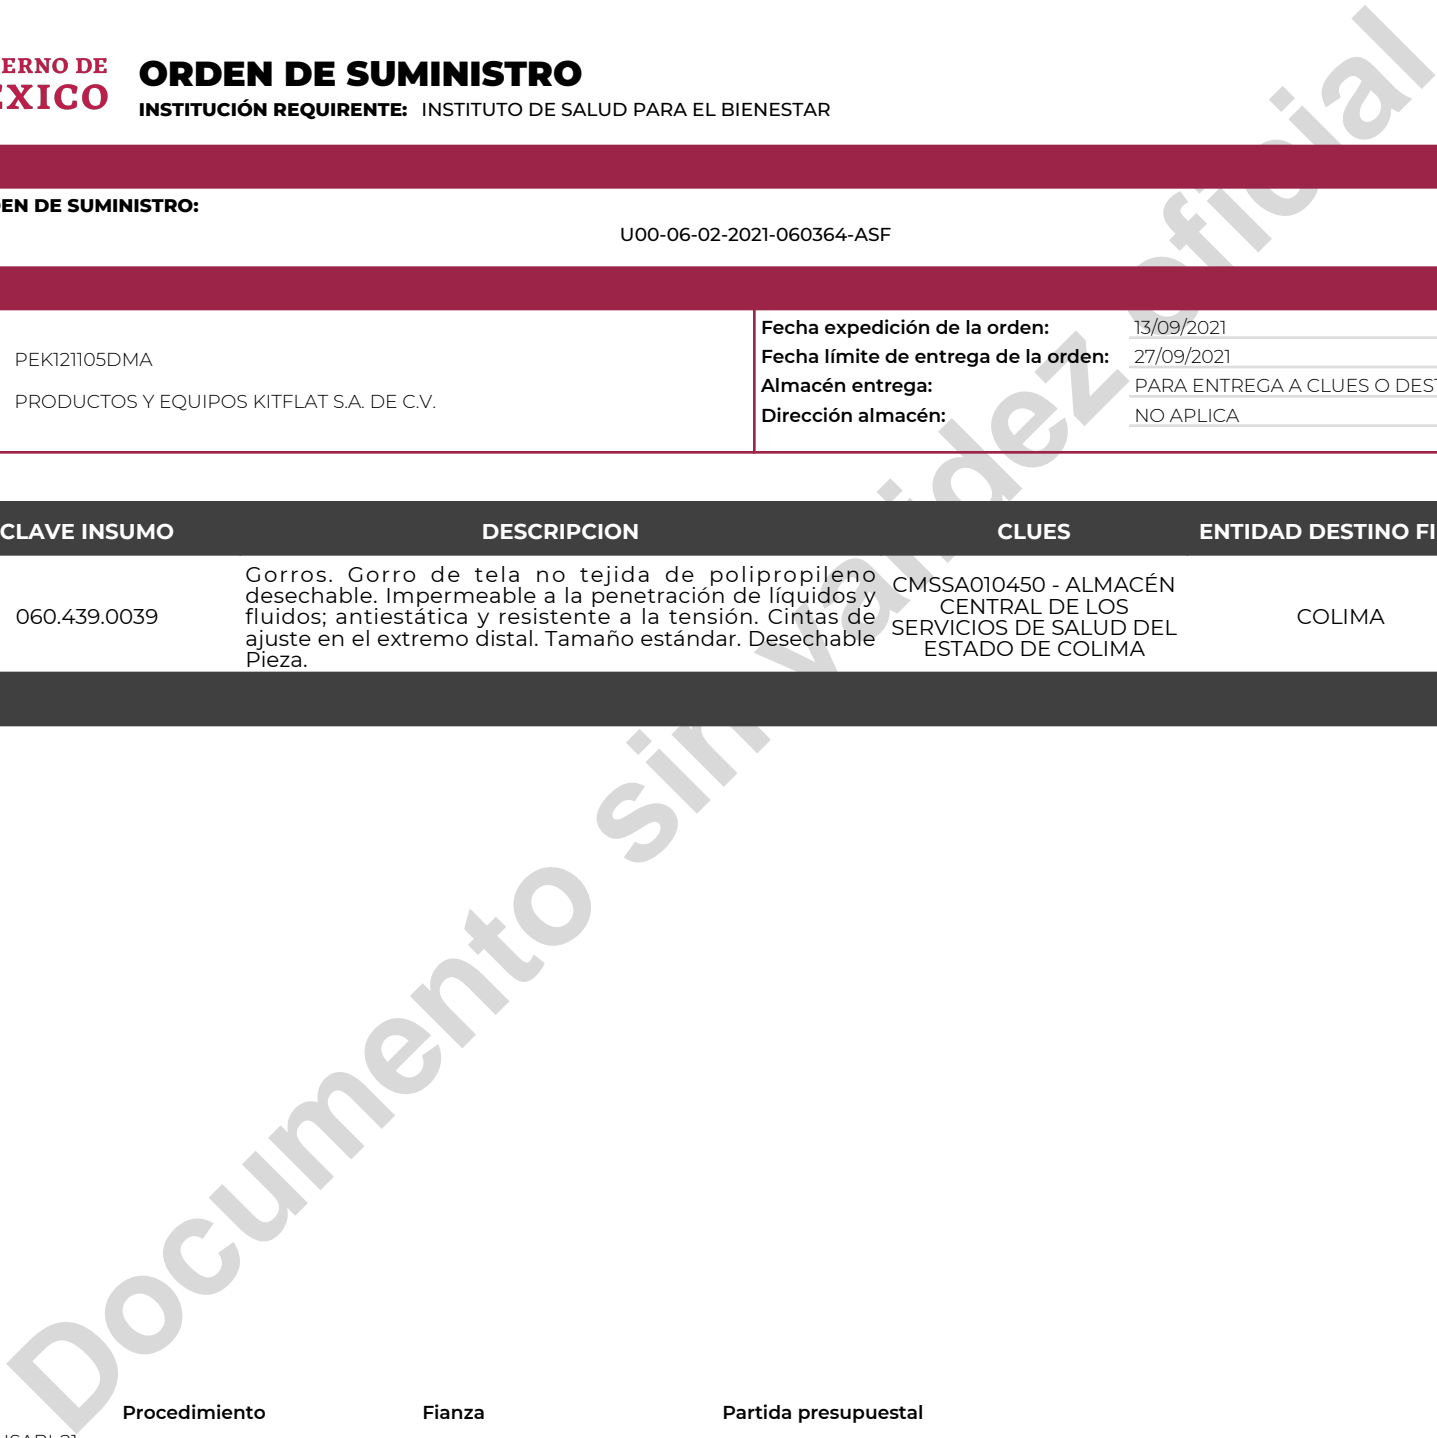 ERNO DE
EXICO
ORDEN DE SUMINISTRO
INSTITUCIÓN REQUIRENTE: INSTITUTO DE SALUD PARA EL BIENESTAR
EN DE SUMINISTRO:
U00-06-02-2021-060364-ASF
PEK121105DMA
PRODUCTOS Y EQUIPOS KITFLAT S.A. DE C.V.
Fecha expedición de la orden: 13/09/2021
Fecha límite de entrega de la orden: 27/09/2021
Almacén entrega: PARA ENTREGA A CLUES O DEST
Dirección almacén: NO APLICA
CLAVE INSUMO DESCRIPCION CLUES ENTIDAD DESTINO FI
060.439.0039
Gorros. Gorro de tela no tejida de polipropileno
desechable. Impermeable a la penetración de líquidos y
fluidos; antiestática y resistente a la tensión. Cintas de
ajuste en el extremo distal. Tamaño estándar. Desechable
Pieza.
CMSSA010450 - ALMACÉN
CENTRAL DE LOS
SERVICIOS DE SALUD DEL
ESTADO DE COLIMA
COLIMA
Documento sin validez oficial
Procedimiento Fianza Partida presupuestal